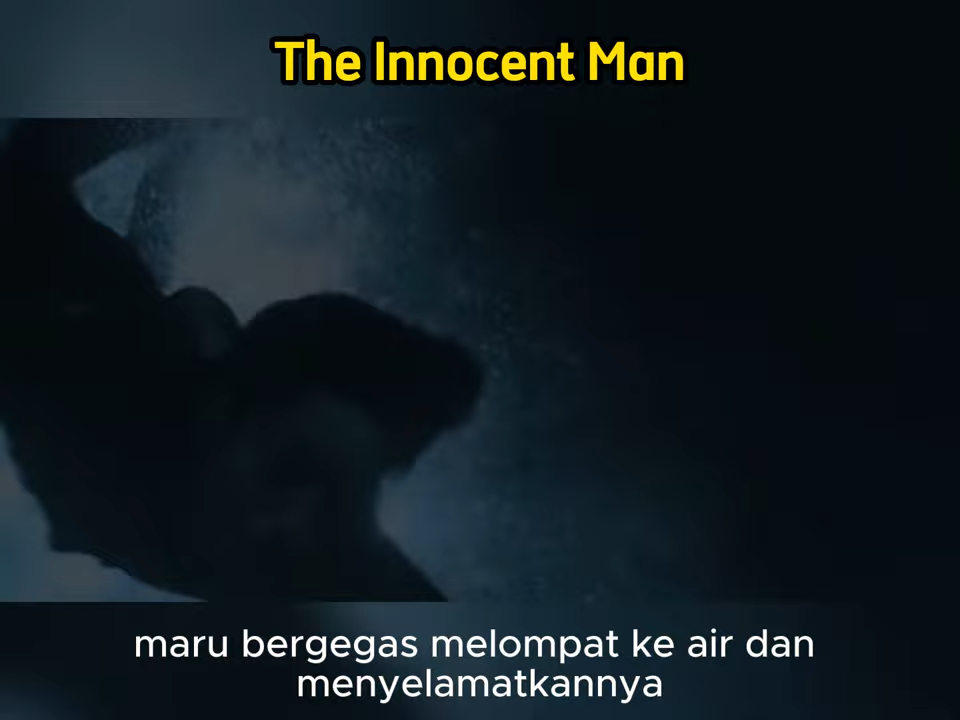 The Innocent Man
maru bergegas melompat ke air dan
menyelamatkannya